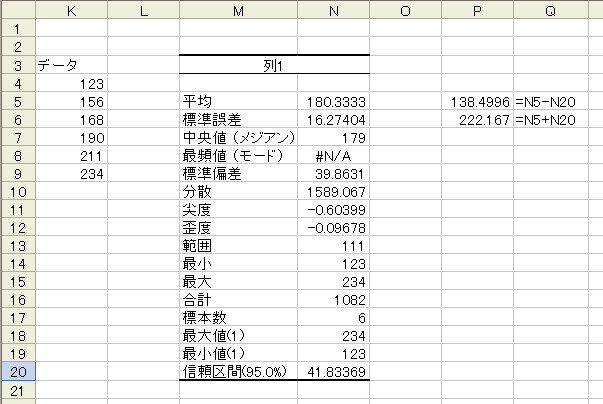 K L M N O P Q
1
2
3 データ 列1
4 123
5 156 平均 180.3333 138.4996 =N5-N20
6 168 標準誤差 16.27404 222.167 =N5+N20
7 190 中央値（メジアン） 179
8 211 最頻値（モード） #N/A
9 234 標準偏差 39.8631
10 分散 1589.067
11 尖度 -0.60399
12 歪度 -0.09678
13 範囲 111
14 最小 123
15 最大 234
16 合計 1082
17 標本数 6
18 最大値(1) 234
19 最小値(1) 123
20 信頼区間(95.0%) 41.83369
21